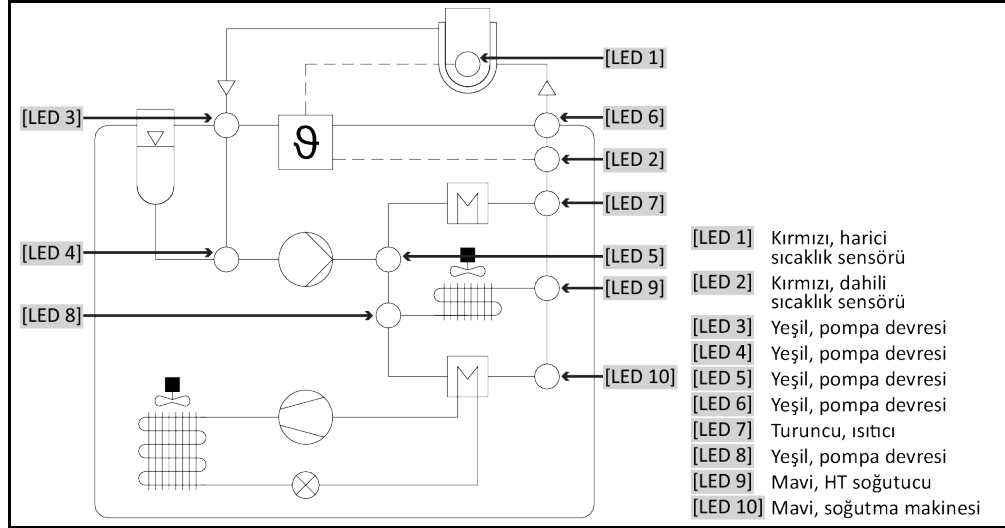 [LED 1]
[LED 3]
[LED 6]
ϑ
[LED 2]
[LED 7]
[LED 4]
[LED 5]
[LED 9]
[LED 8]
[LED 10]
[LED 1] Kırmızı, harici
sıcaklık sensörü
[LED 2] Kırmızı, dahili
sıcaklık sensörü
[LED 3] Yeşil, pompa devresi
[LED 4] Yeşil, pompa devresi
[LED 5] Yeşil, pompa devresi
[LED 6] Yeşil, pompa devresi
[LED 7] Turuncu, ısıtıcı
[LED 8] Yeşil, pompa devresi
[LED 9] Mavi, HT soğutucu
[LED 10] Mavi, soğutma makinesi